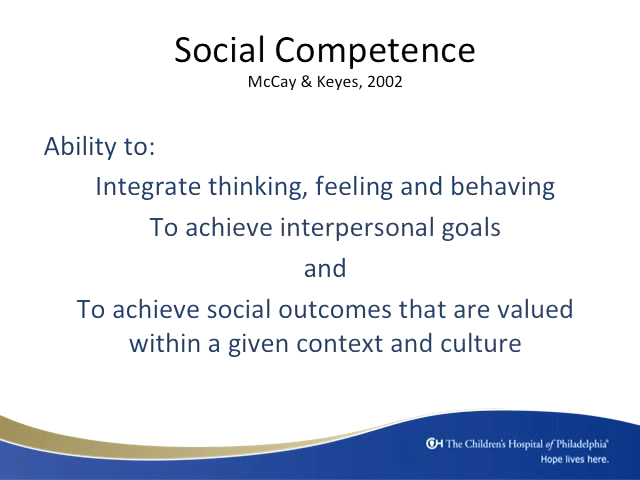 Social Competence
McCay & Keyes, 2002
Ability to:
Integrate thinking, feeling and behaving
To achieve interpersonal goals
and
To achieve social outcomes that are valued
within a given context and culture
The Children's Hospital of Philadelphia®
Hope lives here.